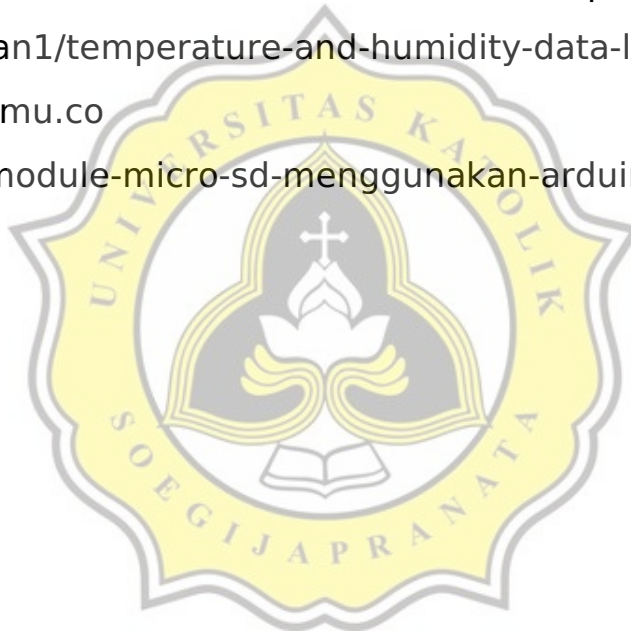 an1/temperature-and-humidity-data-l
mu.co
module-micro-sd-menggunakan-ardui
UNIVERSITAS KATOLIK
SOEGIJAPRANATA